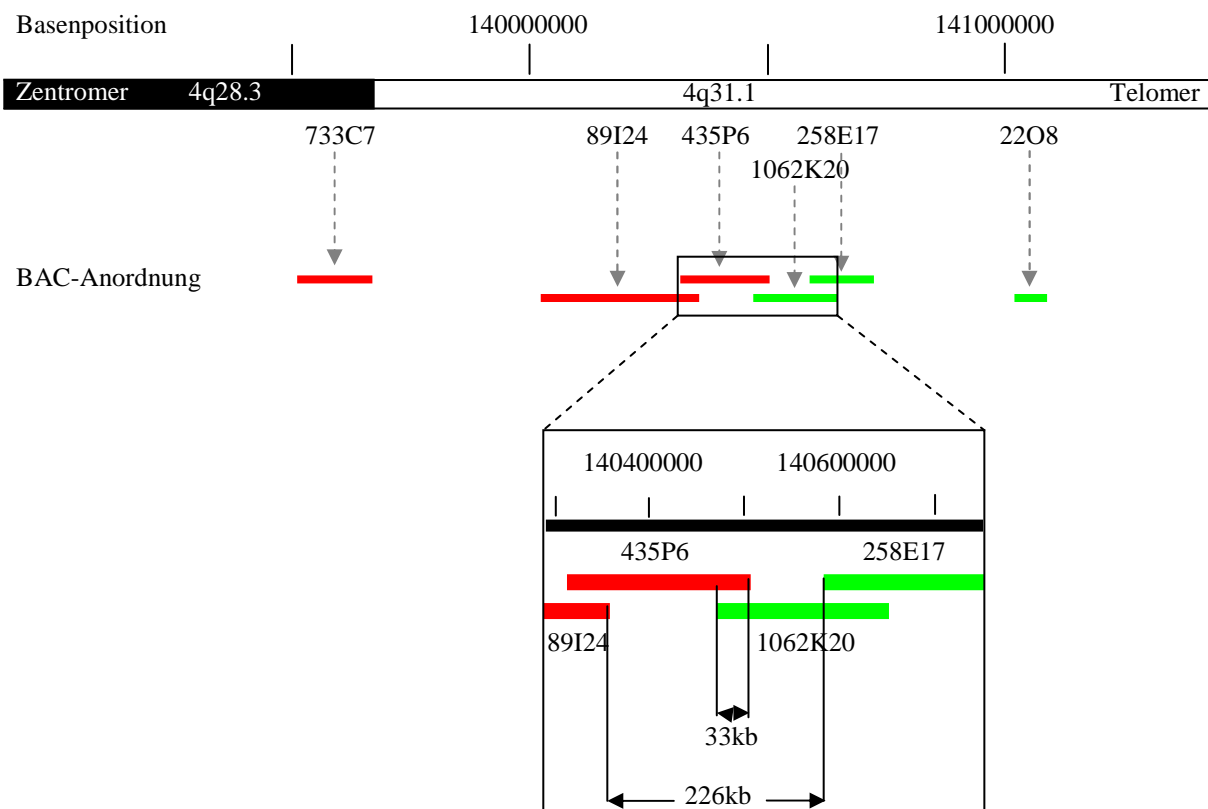 Basenposition 140000000 141000000
Zentromer 4q28.3 4q31.1 Telomer
733C7 89I24 435P6 258E17 22O8
1062K20
BAC-Anordnung
140400000 140600000
435P6 258E17
89I24 1062K20
33kb
226kb